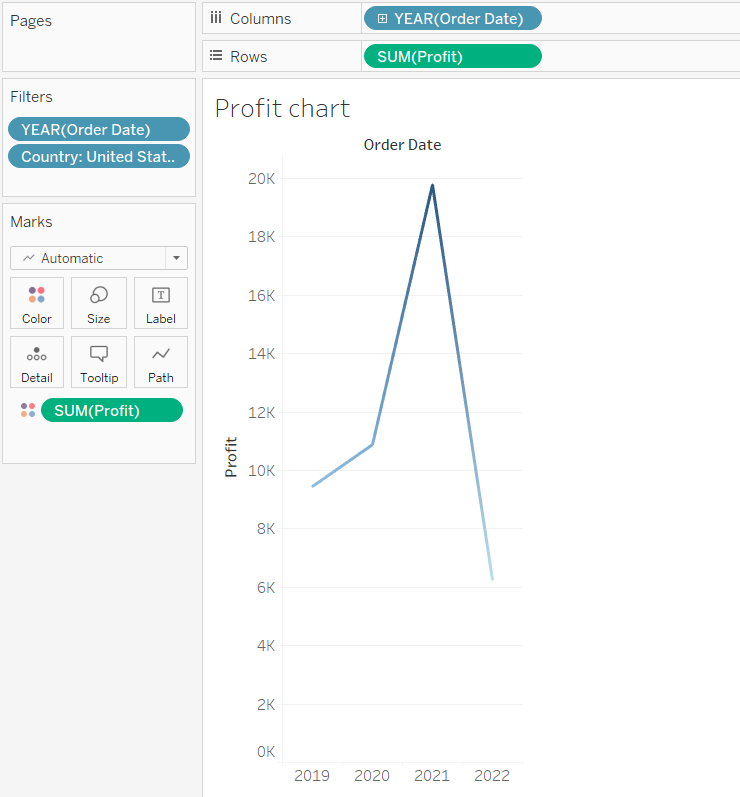 Pages
Columns
YEAR(Order Date)
Rows
SUM(Profit)
Filters
YEAR(Order Date)
Country: United Stat..
Marks
Automatic
Color
Size
Label
Detail
Tooltip
Path
SUM(Profit)
Profit chart
Order Date
Profit
20K
18K
16K
14K
12K
10K
8K
6K
4K
2K
0K
2019 2020 2021 2022